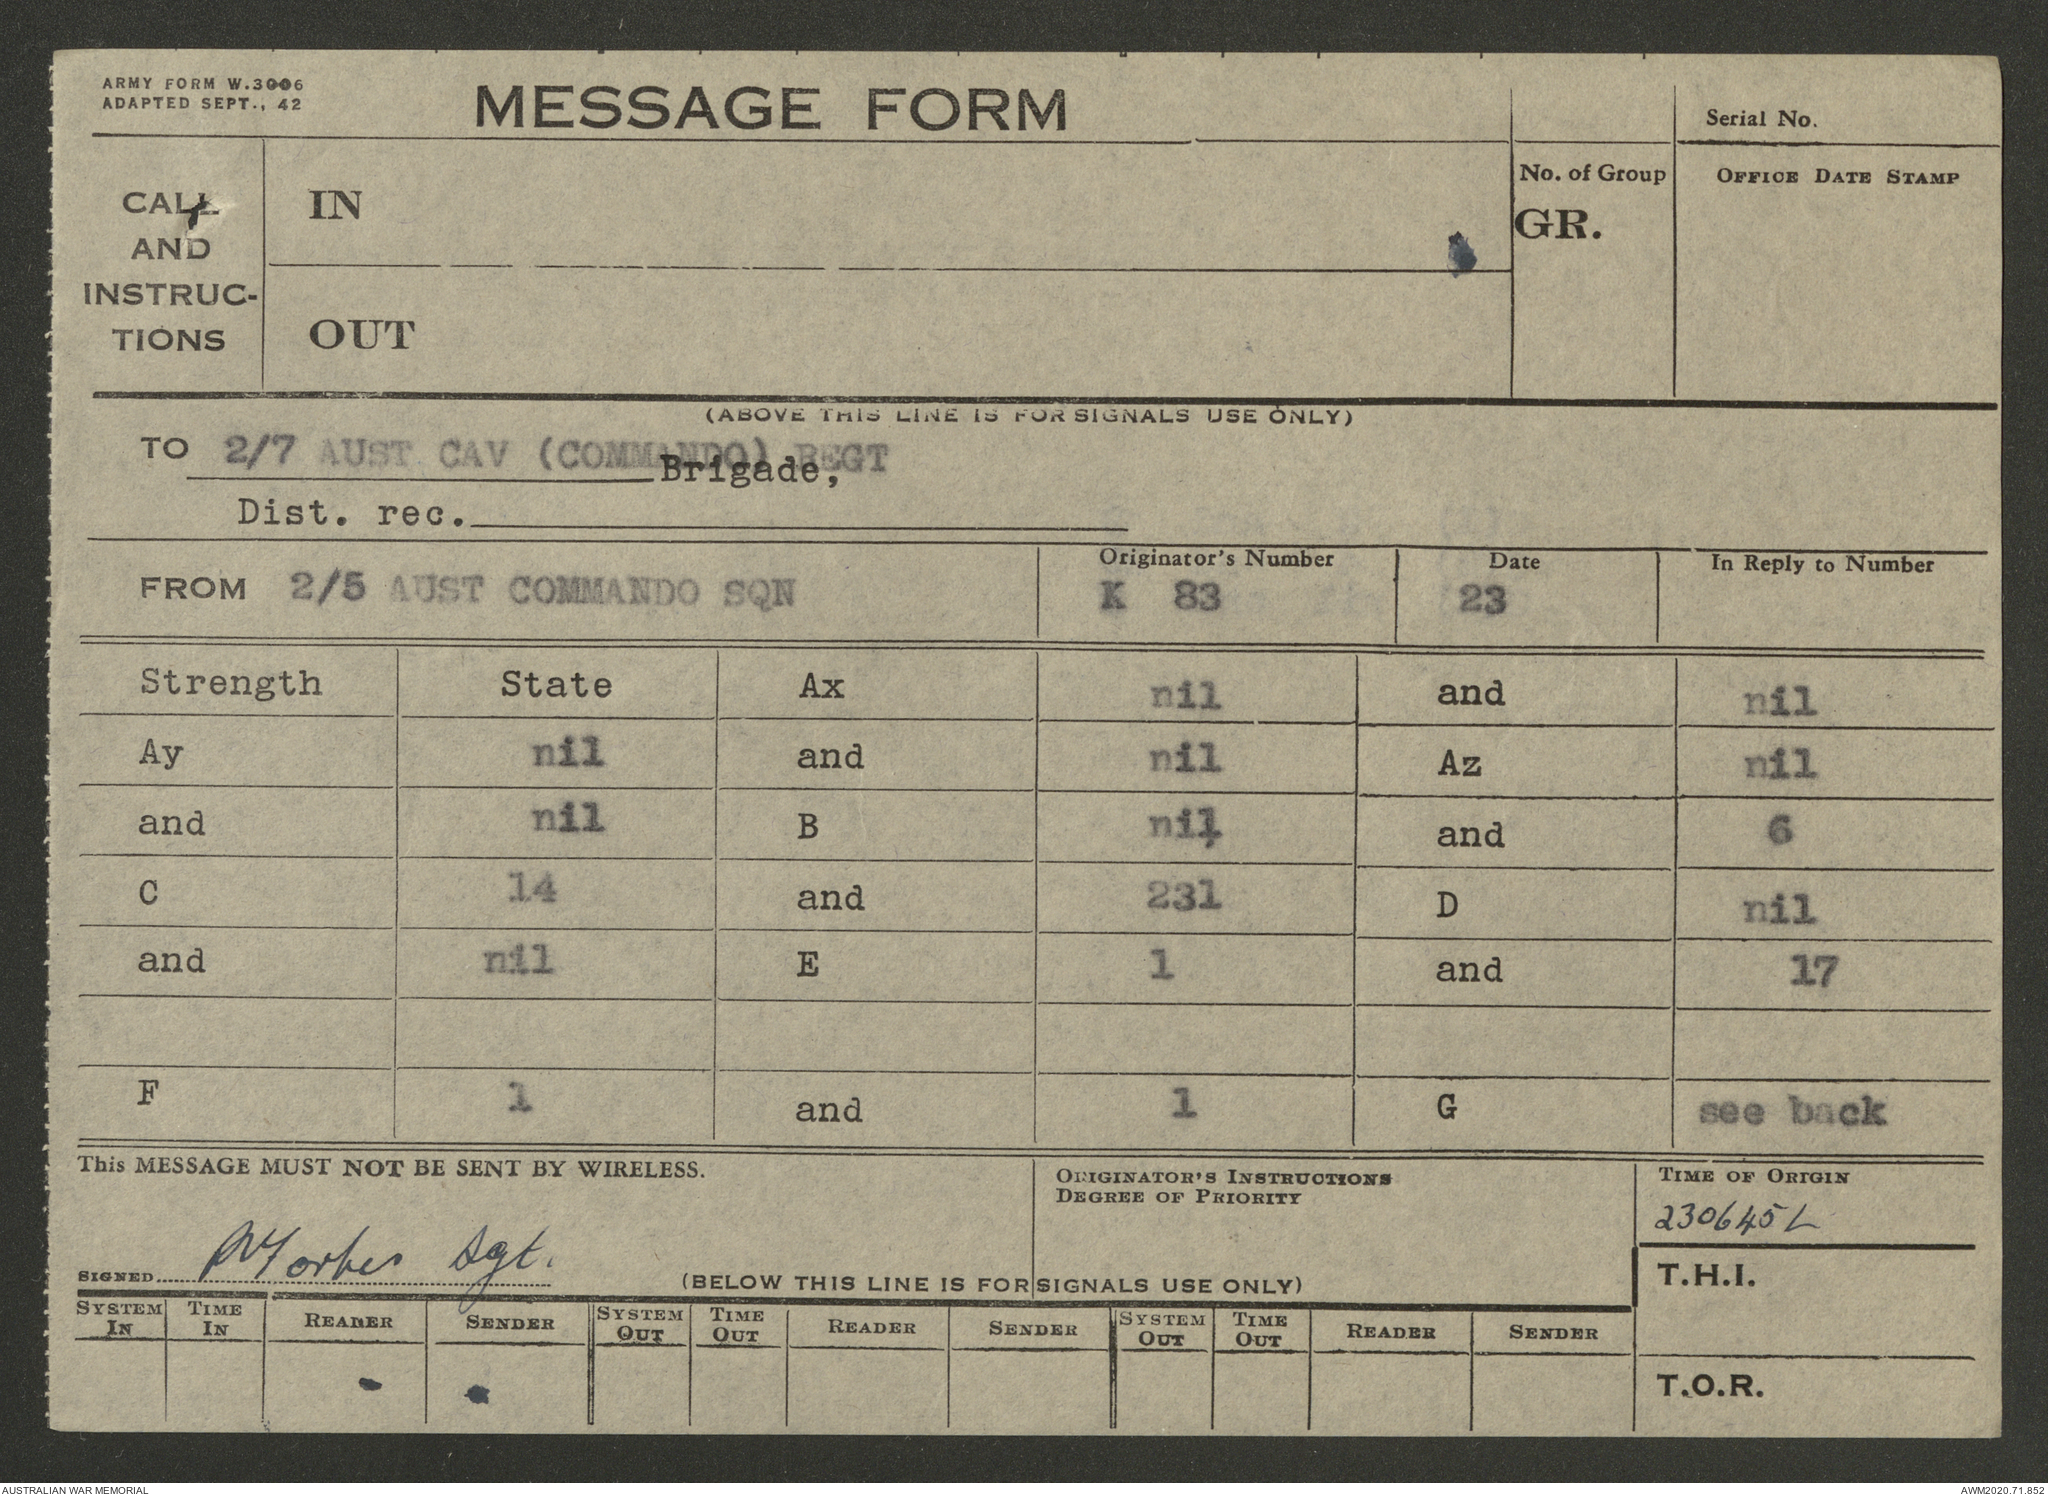 ARMY FORM W.3006
ADAPTED SEPT., 42
MESSAGE FORM
Serial No.
CALL
AND
INSTRUC-
TIONS
IN
OUT
No. of Group
GR.
OFFICE DATE STAMP
(ABOVE THIS LINE IS FOR SIGNALS USE ONLY)
TO 2/7 AUST CAV (COMMANDO) REGT
Brigade,
Dist. rec.
FROM 2/5 AUST COMMANDO SQN
Originator's Number
K 83
Date
23
In Reply to Number
Strength State Ax nil and nil
Ay nil and nil Az nil
and nil B nil and 6
C 14 and 231 D nil
and nil E 1 and 17
F 1 and 1 G see back
This MESSAGE MUST NOT BE SENT BY WIRELESS.
ORIGINATOR'S INSTRUCTIONS
DEGREE OF PRIORITY
TIME OF ORIGIN
230645L
SIGNED Forbes Sgt.
(BELOW THIS LINE IS FOR SIGNALS USE ONLY)
T.H.I.
SYSTEM IN TIME IN READER SENDER SYSTEM OUT TIME OUT READER SENDER SYSTEM OUT TIME OUT READER SENDER
T.O.R.
AUSTRALIAN WAR MEMORIAL
AWM2020.71.852